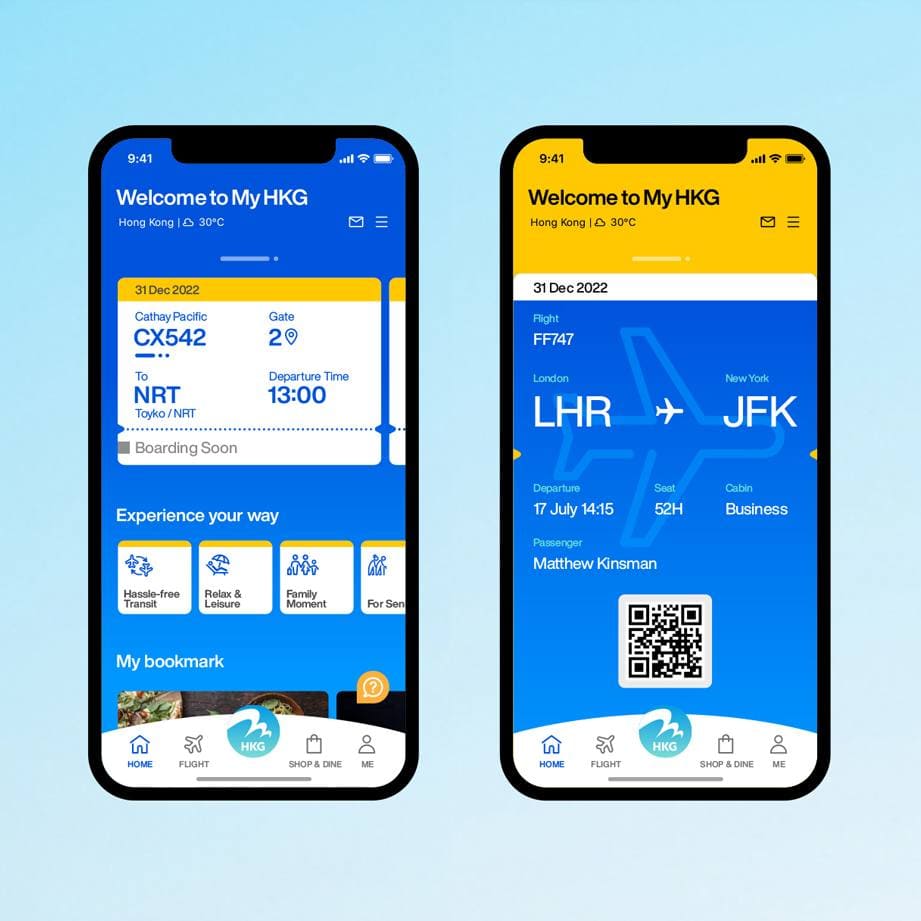 9:41
Welcome to My HKG
Hong Kong | 30°C
31 Dec 2022
Cathay Pacific
Gate
CX542
2
To
Departure Time
NRT
13:00
Toyko / NRT
Boarding Soon
Experience your way
Hassle-free
Transit
Relax &
Leisure
Family
Moment
For Sen
My bookmark
HKG
HOME
FLIGHT
SHOP & DINE
ME
9:41
Welcome to My HKG
Hong Kong | 30°C
31 Dec 2022
Flight
FF747
London
New York
LHR
JFK
Departure
Seat
Cabin
17 July 14:15
52H
Business
Passenger
Matthew Kinsman
HKG
HOME
FLIGHT
SHOP & DINE
ME